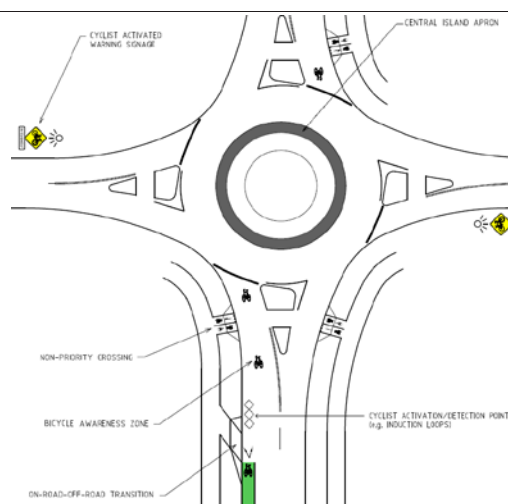 CENTRAL ISLAND APRON
CYCLIST ACTIVATED
WARNING SIGNAGE
NON-PRIORITY CROSSING
BICYCLE AWARENESS ZONE
CYCLIST ACTIVATON/DETECTION POINT
(e.g. INDUCTION LOOPS)
ON-ROAD-OFF-ROAD TRANSITION